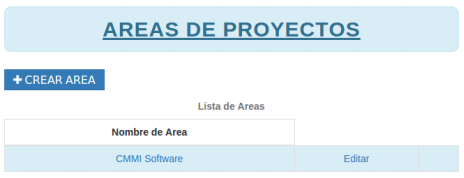 AREAS DE PROYECTOS
+ CREAR AREA
Lista de Areas
Nombre de Area
CMMI Software Editar